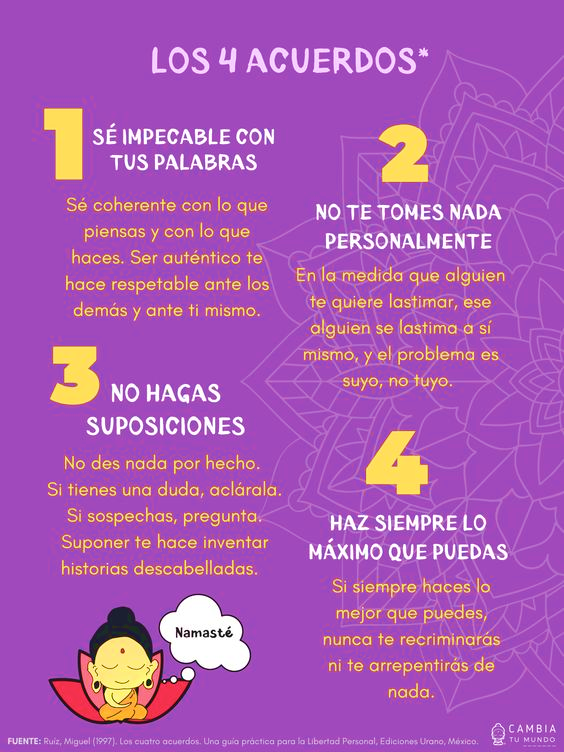 LOS 4 ACUERDOS*
1
SÉ IMPECABLE CON
TUS PALABRAS
Sé coherente con lo que
piensas y con lo que
haces. Ser auténtico te
hace respetable ante los
demás y ante ti mismo.
2
NO TE TOMES NADA
PERSONALMENTE
En la medida que alguien
te quiere lastimar, ese
alguien se lastima a sí
mismo, y el problema es
suyo, no tuyo.
3
NO HAGAS
SUPOSICIONES
No des nada por hecho.
Si tienes una duda, aclárala.
Si sospechas, pregunta.
Suponer te hace inventar
historias descabelladas.
4
HAZ SIEMPRE LO
MÁXIMO QUE PUEDAS
Si siempre haces lo
mejor que puedes,
nunca te recriminarás
ni te arrepentirás de
nada.
Namasté
FUENTE: Ruíz, Miguel (1997). Los cuatro acuerdos. Una guía práctica para la Libertad Personal, Ediciones Urano, México.
CAMBIA
TU MUNDO